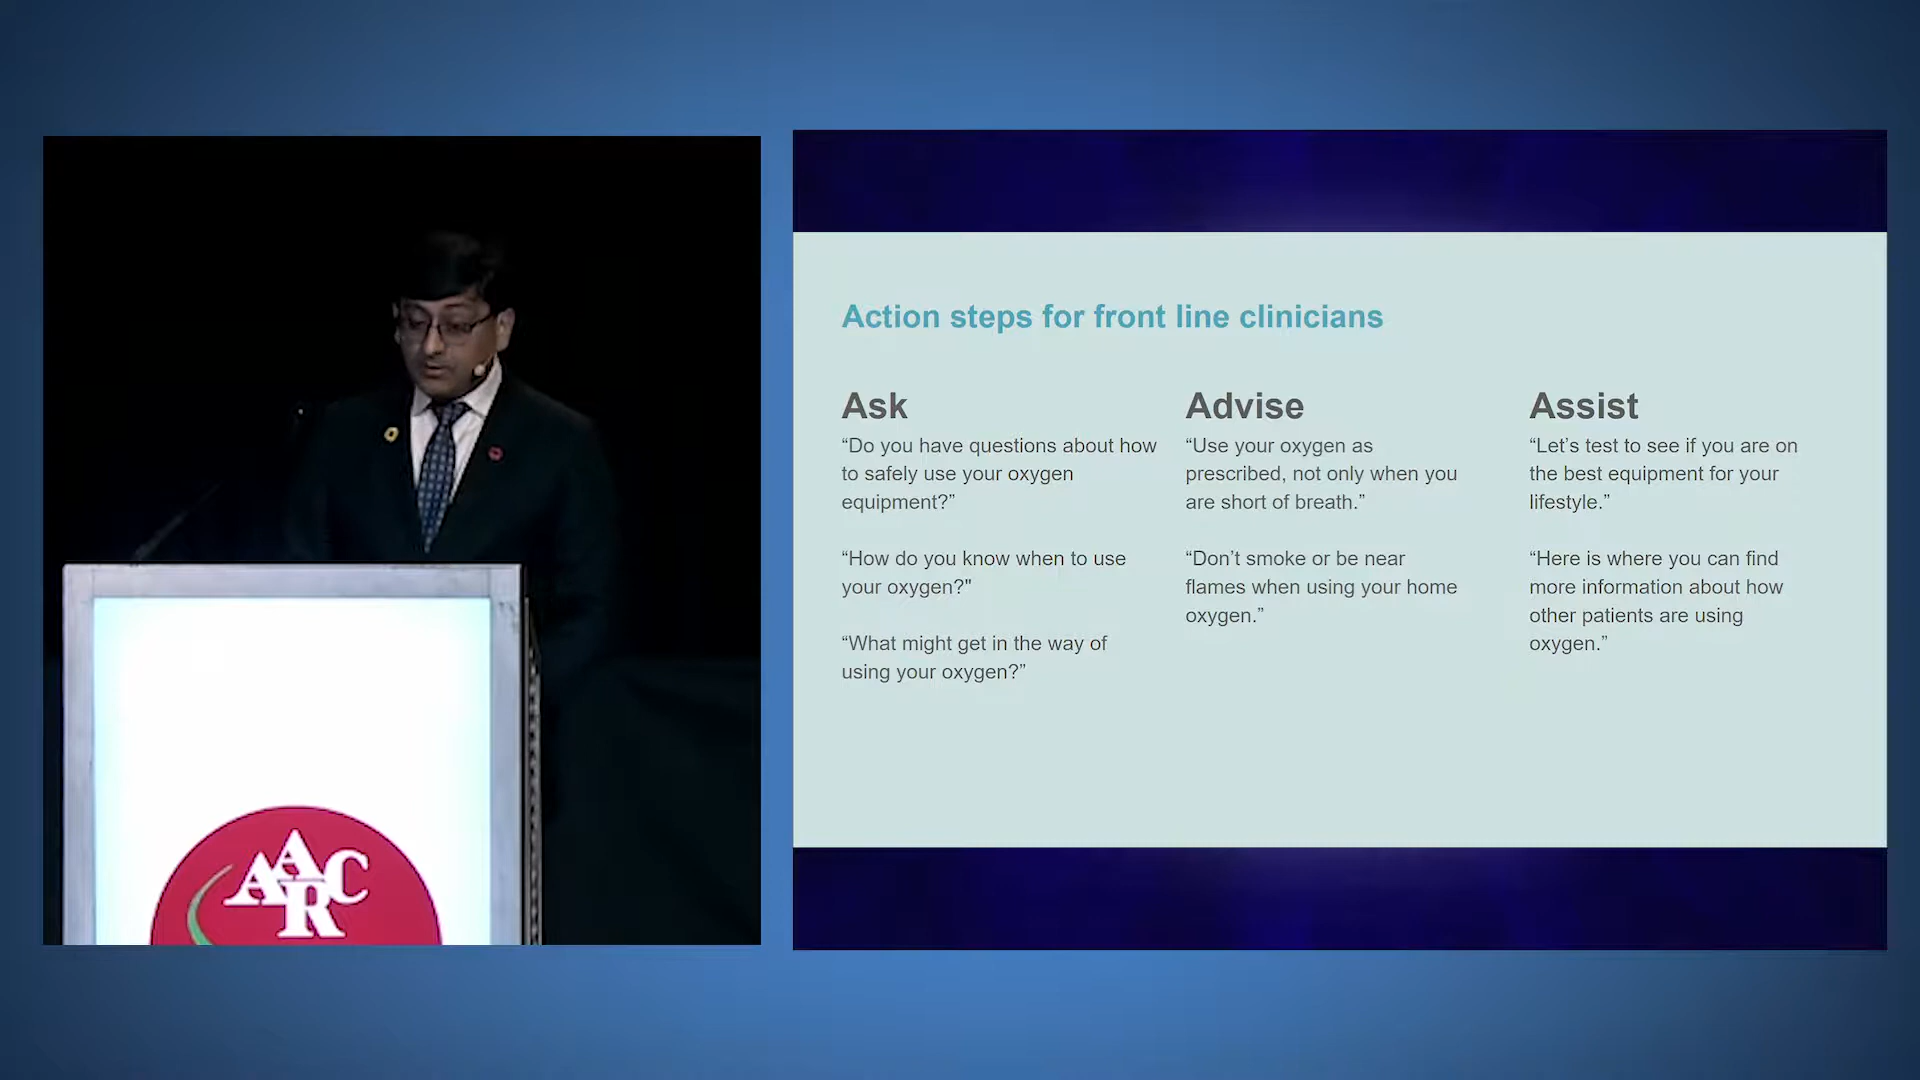 Action steps for front line clinicians
Ask
“Do you have questions about how
to safely use your oxygen
equipment?”
“How do you know when to use
your oxygen?"
“What might get in the way of
using your oxygen?”
Advise
“Use your oxygen as
prescribed, not only when you
are short of breath.”
“Don’t smoke or be near
flames when using your home
oxygen.”
Assist
“Let’s test to see if you are on
the best equipment for your
lifestyle.”
“Here is where you can find
more information about how
other patients are using
oxygen.”
AARC